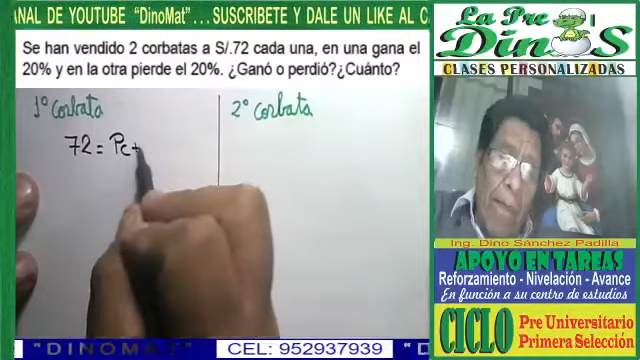 ANAL DE YOUTUBE "DinoMat"...SUSCRIBETE Y DALE UN LIKE AL CA
La Pre
DinoS
CLASES PERSONALIZADAS
Se han vendido 2 corbatas a S/.72 cada una, en una gana el
20% y en la otra pierde el 20%. ¿Ganó o perdió?¿Cuánto?
1° Corbata
2° Corbata
72 = Pc +
Ing. Dino Sánchez Padilla
APOYO EN TAREAS
Reforzamiento - Nivelación - Avance
En función a su centro de estudios
CICLO Pre Universitario
Primera Selección
"DINOMAT" CEL: 952937939